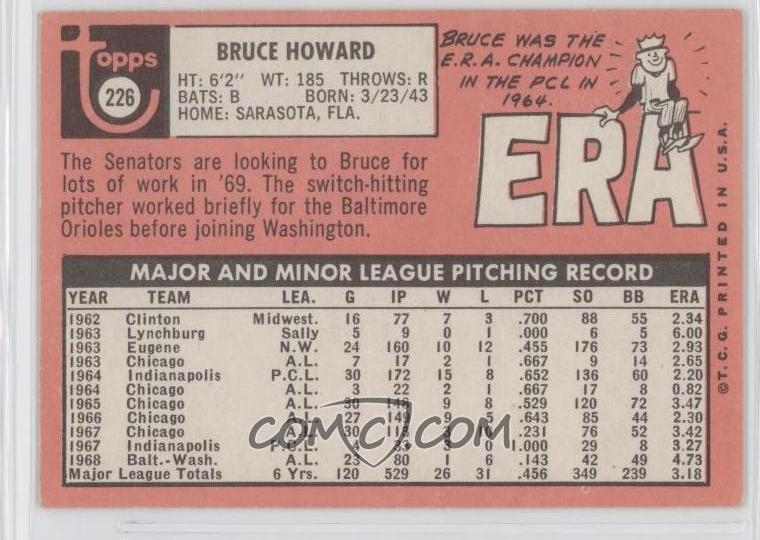 topps
226
BRUCE HOWARD
HT: 6'2" WT: 185 THROWS: R
BATS: B BORN: 3/23/43
HOME: SARASOTA, FLA.
BRUCE WAS THE
E.R.A. CHAMPION
IN THE PCL IN
1964.
ERA
The Senators are looking to Bruce for
lots of work in '69. The switch-hitting
pitcher worked briefly for the Baltimore
Orioles before joining Washington.
MAJOR AND MINOR LEAGUE PITCHING RECORD
YEAR TEAM LEA. G IP W L PCT SO BB ERA
1962 Clinton Midwest. 16 77 7 3 .700 88 55 2.34
1963 Lynchburg Sally 5 9 0 1 .000 6 5 6.00
1963 Eugene N.W. 24 160 10 12 .455 176 73 2.93
1963 Chicago A.L. 7 17 2 1 .667 9 14 2.65
1964 Indianapolis P.C.L. 30 172 15 8 .652 136 60 2.20
1964 Chicago A.L. 3 22 2 1 .667 17 8 0.82
1965 Chicago A.L. 30 148 9 8 .529 120 72 3.47
1966 Chicago A.L. 27 149 9 5 .643 85 44 2.30
1967 Chicago A.L. 30 113 3 10 .231 76 52 3.42
1967 Indianapolis P.C.L. 4 33 3 0 1.000 29 8 3.27
1968 Balt.-Wash. A.L. 23 80 1 6 .143 42 49 4.73
Major League Totals 6 Yrs. 120 529 26 31 .456 349 239 3.18
©T.C.G. PRINTED IN U.S.A.
COMC.COM